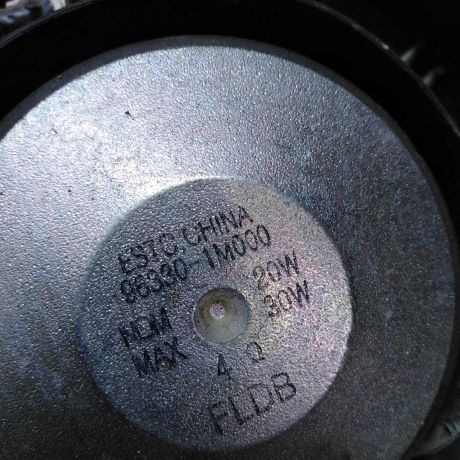 ESTC CHINA
96330-1M000
NOM 20W
MAX 30W
4 Ω
FLDB